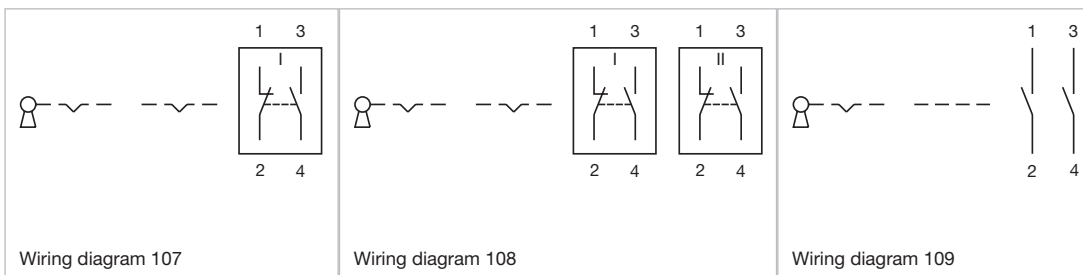 1 3
I
2 4
Wiring diagram 107
1 3 1 3
I II
2 4 2 4
Wiring diagram 108
1 3
2 4
Wiring diagram 109